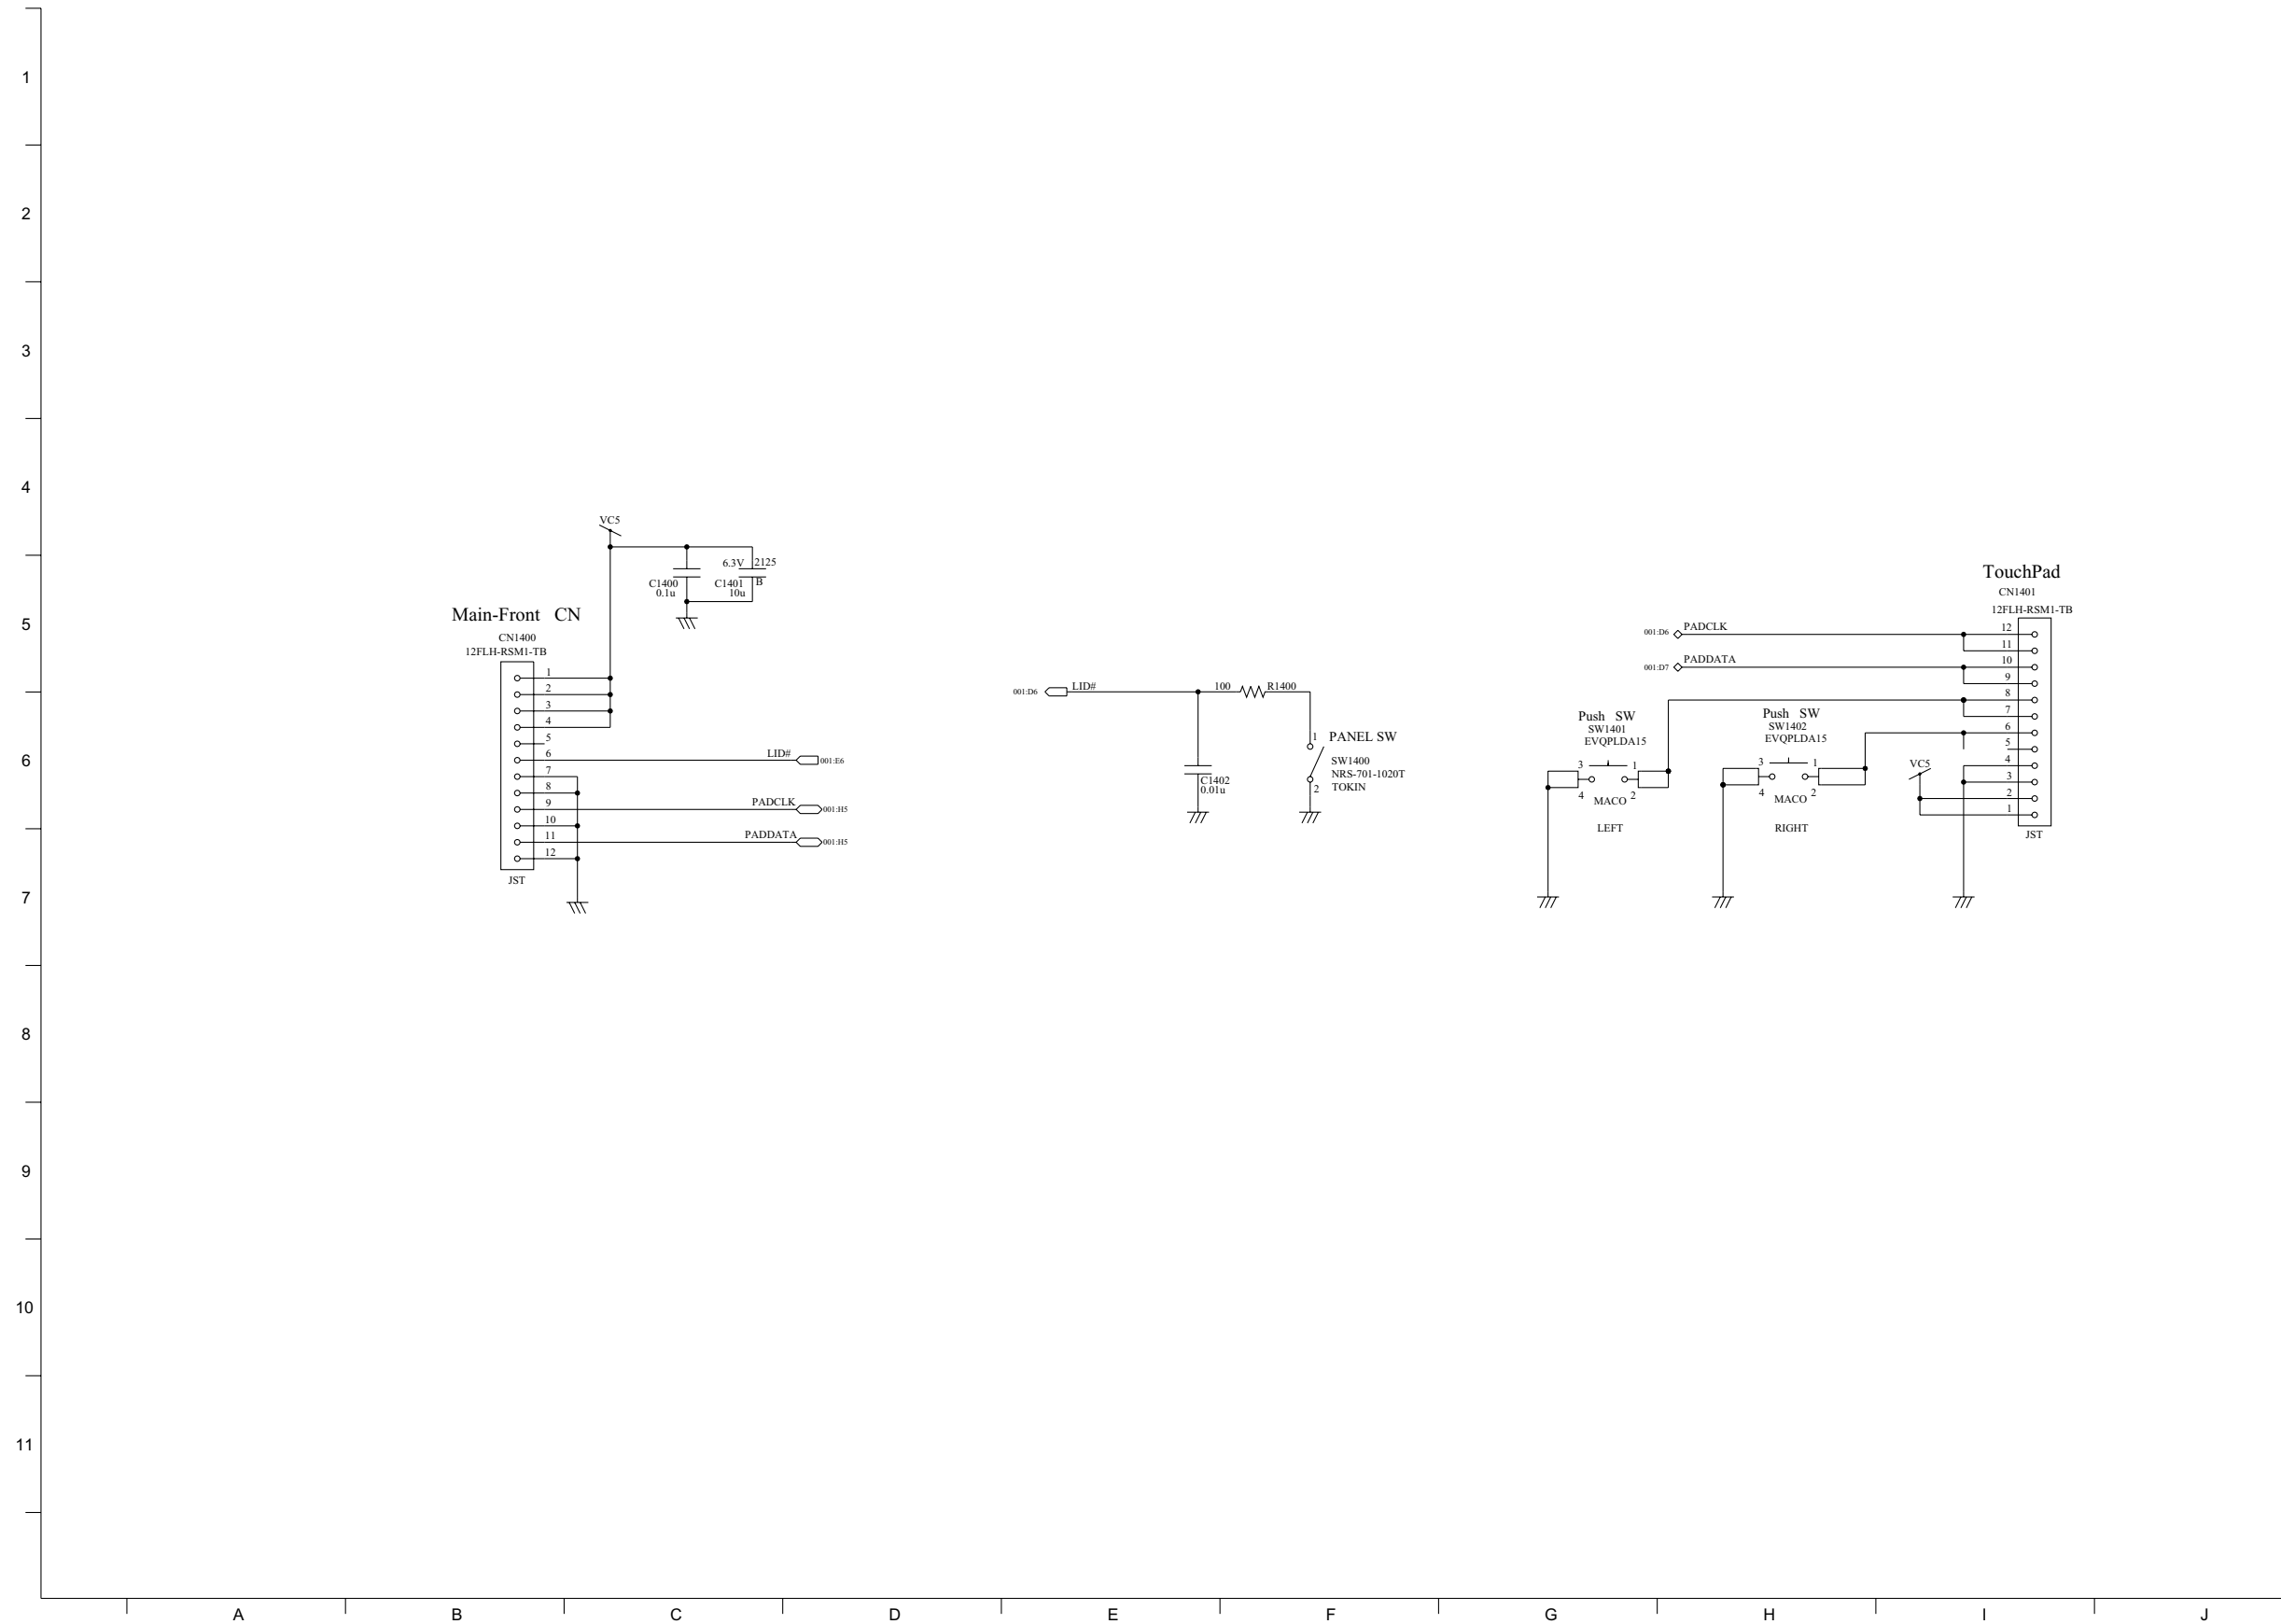 1
2
3
4
5
6
7
8
9
10
11
A B C D E F G H I J
VC5
6.3V 2125
C1400 C1401 B
0.1u 10u
Main-Front CN
CN1400
12FLH-RSM1-TB
1
2
3
4
5
6
7
8
9
10
11
12
JST
LID# 001:E6
PADCLK 001:H5
PADDATA 001:H5
001:D6 LID#
100 R1400
C1402
0.01u
1 PANEL SW
SW1400
NRS-701-1020T
2 TOKIN
001:D6 PADCLK
001:D7 PADDATA
Push SW
SW1401
EVQPLDA15
3 1
4 MACO 2
LEFT
Push SW
SW1402
EVQPLDA15
3 1
4 MACO 2
RIGHT
VC5
TouchPad
CN1401
12FLH-RSM1-TB
12
11
10
9
8
7
6
5
4
3
2
1
JST